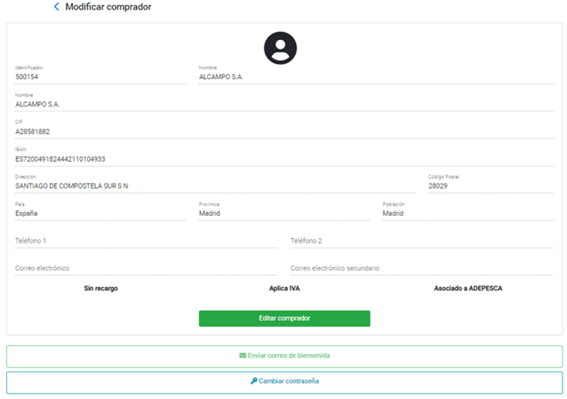 Modificar comprador
Identificador Nombre
500154 ALCAMPO S.A.
Nombre
ALCAMPO S.A.
CIF
A28581882
IBAN
ES7200491824442110104933
Dirección Código Postal
SANTIAGO DE COMPOSTELA SUR S N 28029
País Provincia Población
España Madrid Madrid
Teléfono 1 Teléfono 2
Correo electrónico Correo electrónico secundario
Sin recargo Aplica IVA Asociado a ADEPESCA
Editar comprador
Enviar correo de bienvenida
Cambiar contraseña